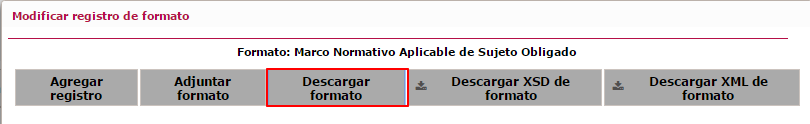 Modificar registro de formato
Formato: Marco Normativo Aplicable de Sujeto Obligado
Agregar registro
Adjuntar formato
Descargar formato
Descargar XSD de formato
Descargar XML de formato